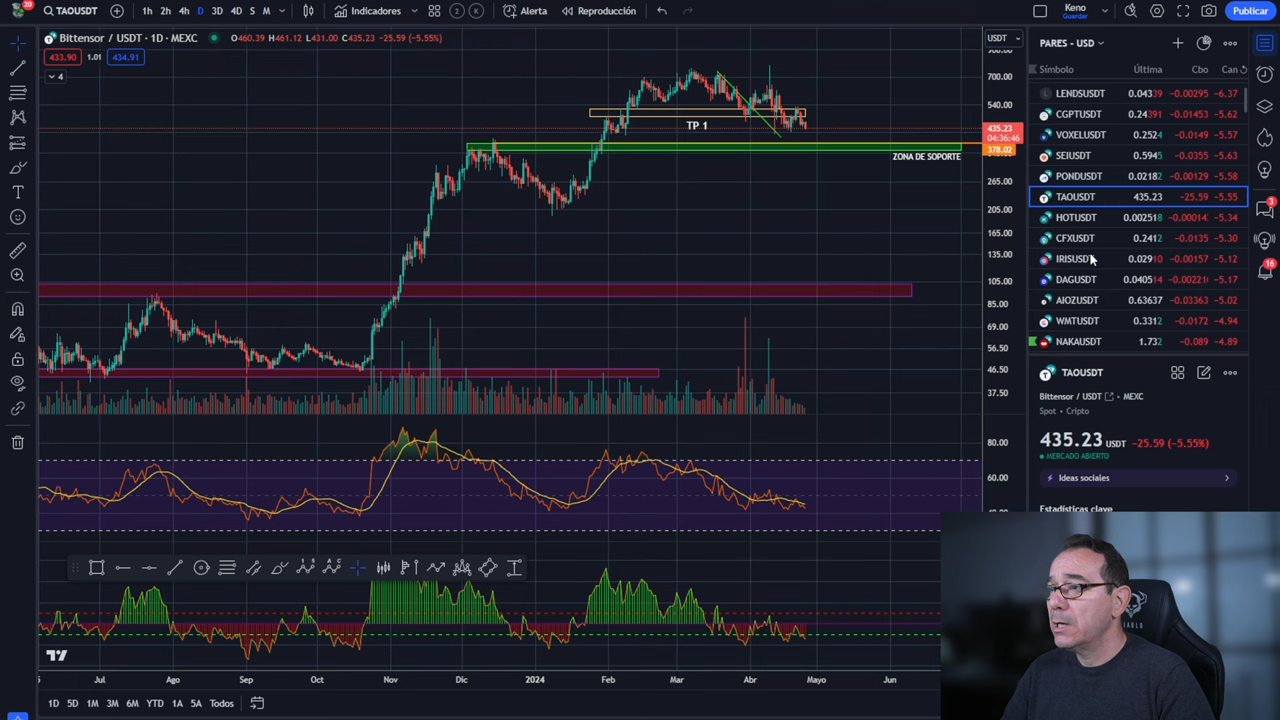 20
TAOUSDT
1h 2h 4h D 3D 4D S M
Indicadores
2 K
Alerta
Reproducción
Keno
Guardar
Publicar
Bittensor / USDT · 1D · MEXC
O460.39 H461.12 L431.00 C435.23 −25.59 (−5.55%)
433.90 1.01 434.91
4
USDT
700.00
540.00
435.23
04:36:46
378.02
265.00
205.00
165.00
135.00
105.00
85.00
69.00
56.50
46.50
37.50
80.00
60.00
TP 1
ZONA DE SOPORTE
Jul Ago Sep Oct Nov Dic 2024 Feb Mar Abr Mayo Jun
1D 5D 1M 3M 6M YTD 1A 5A Todos
PARES - USD
Símbolo Última Cbo Can
LENDSUSDT 0.04339 −0.00295 −6.37
CGPTUSDT 0.24391 −0.01453 −5.62
VOXELUSDT 0.2524 −0.0149 −5.57
SEIUSDT 0.5945 −0.0355 −5.63
PONDUSDT 0.02182 −0.00129 −5.58
TAOUSDT 435.23 −25.59 −5.55
HOTUSDT 0.002518 −0.00014 −5.34
CFXUSDT 0.2412 −0.0135 −5.30
IRISUSDT 0.02910 −0.00157 −5.12
DAGUSDT 0.040514 −0.00221 −5.17
AIOZUSDT 0.63637 −0.03363 −5.02
WMTUSDT 0.3312 −0.0172 −4.94
NAKAUSDT 1.732 −0.089 −4.89
TAOUSDT
Bittensor / USDT MEXC
Spot • Cripto
435.23 USDT −25.59 (−5.55%)
MERCADO ABIERTO
Ideas sociales
Estadísticas clave
3
16